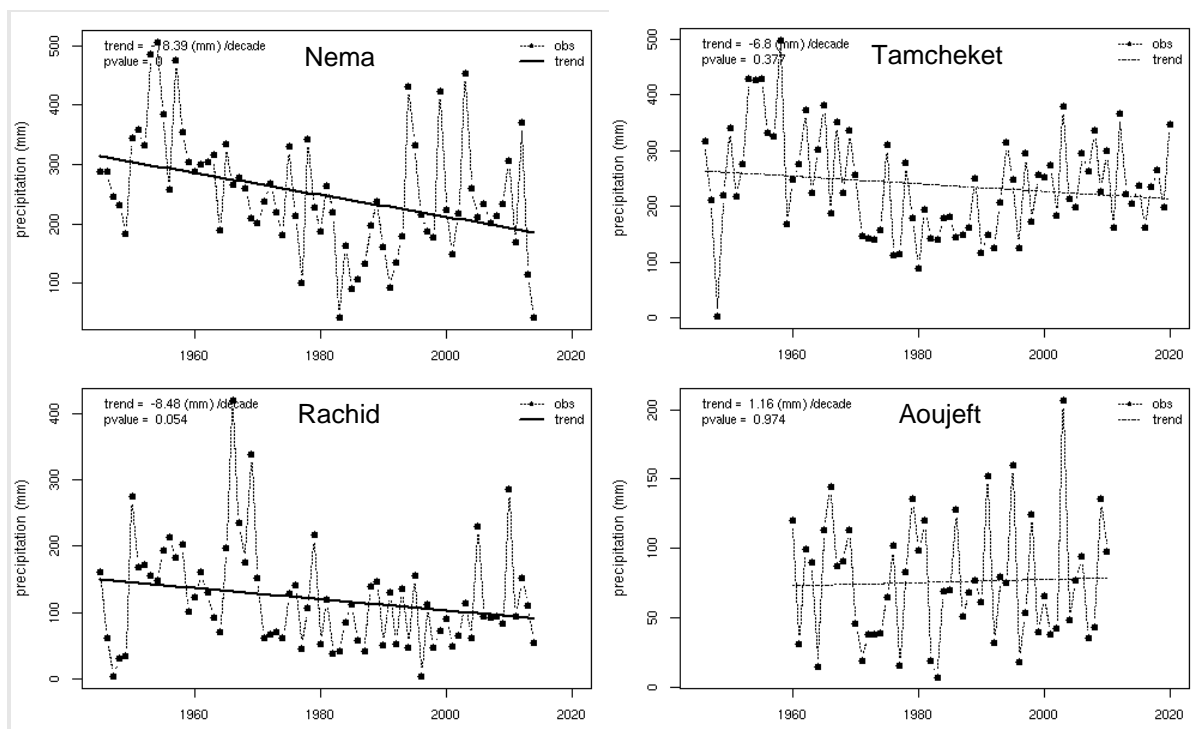 Nema
trend = -18.39 (mm) /decade
pvalue = 0
obs
trend
precipitation (mm)
500
400
300
200
100
1960 1980 2000 2020
Tamcheket
trend = -6.8 (mm) /decade
pvalue = 0.377
obs
trend
precipitation (mm)
500
400
300
200
100
0
1960 1980 2000 2020
Rachid
trend = -8.48 (mm) /decade
pvalue = 0.054
obs
trend
precipitation (mm)
400
300
200
100
0
1960 1980 2000 2020
Aoujeft
trend = 1.16 (mm) /decade
pvalue = 0.974
obs
trend
precipitation (mm)
200
150
100
50
0
1960 1980 2000 2020